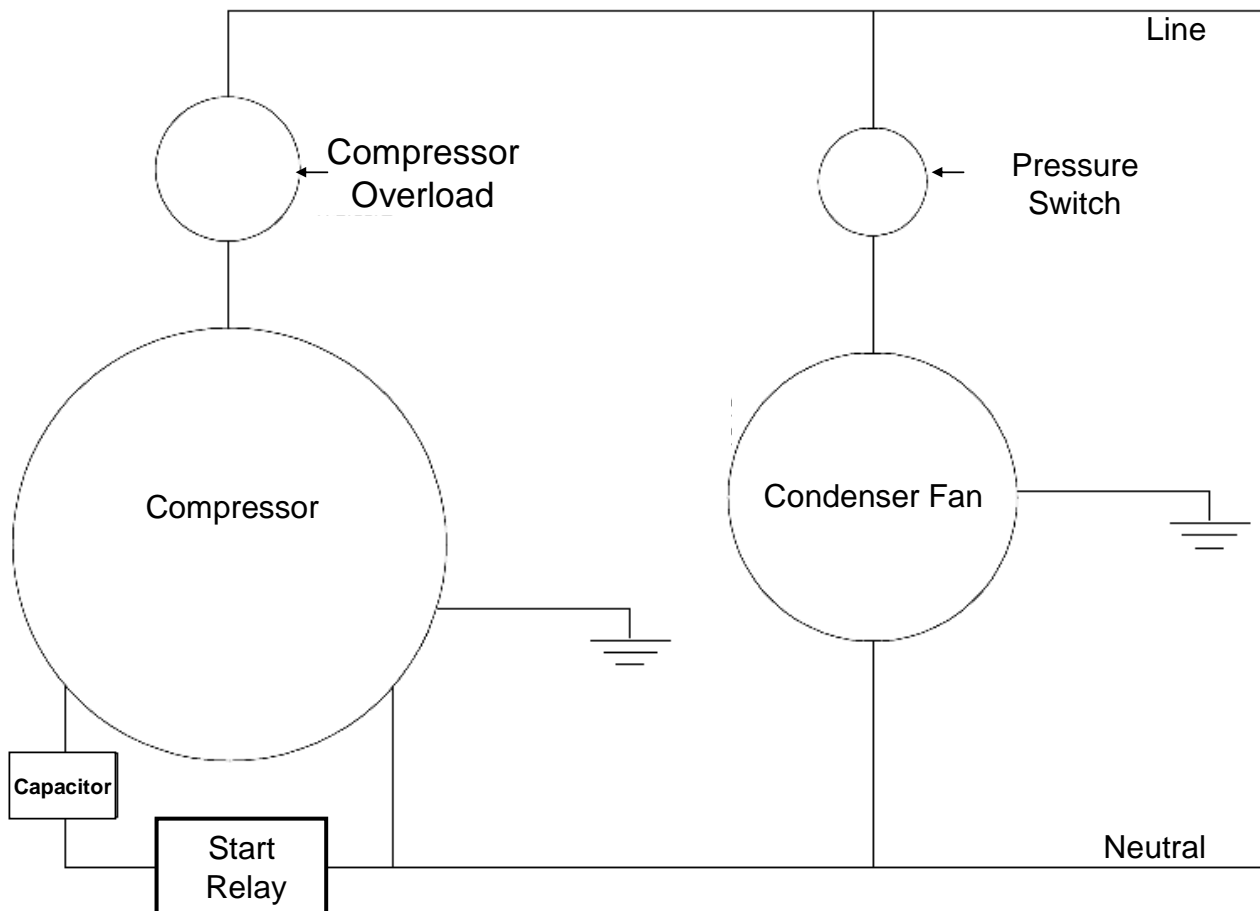 Line
Compressor
Overload
Pressure
Switch
Compressor
Condenser Fan
Capacitor
Start
Relay
Neutral